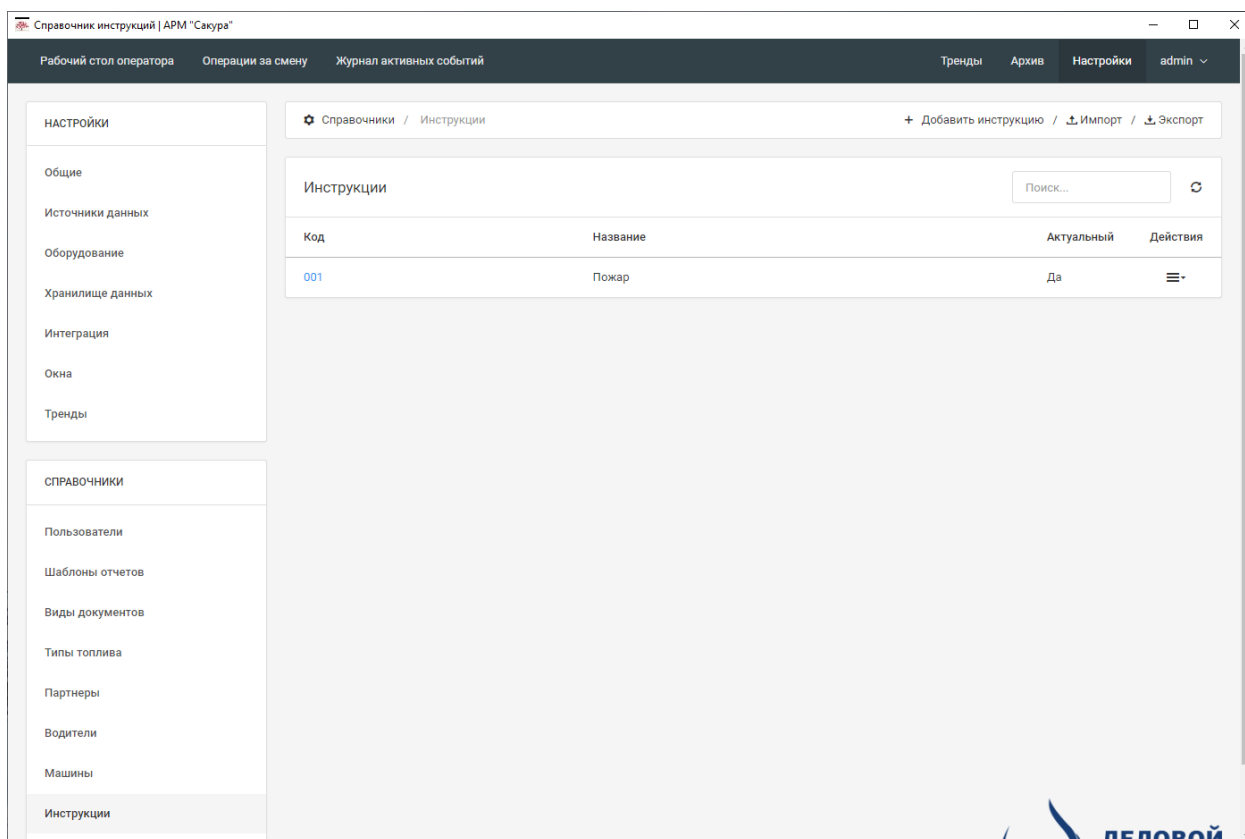 Справочник инструкций | АРМ "Сакура"
Рабочий стол оператора Операции за смену Журнал активных событий Тренды Архив Настройки admin
НАСТРОЙКИ
Общие
Источники данных
Оборудование
Хранилище данных
Интеграция
Окна
Тренды
СПРАВОЧНИКИ
Пользователи
Шаблоны отчетов
Виды документов
Типы топлива
Партнеры
Водители
Машины
Инструкции
Справочники / Инструкции + Добавить инструкцию / Импорт / Экспорт
Инструкции Поиск...
Код Название Актуальный Действия
001 Пожар Да
ДЕЛОВОЙ